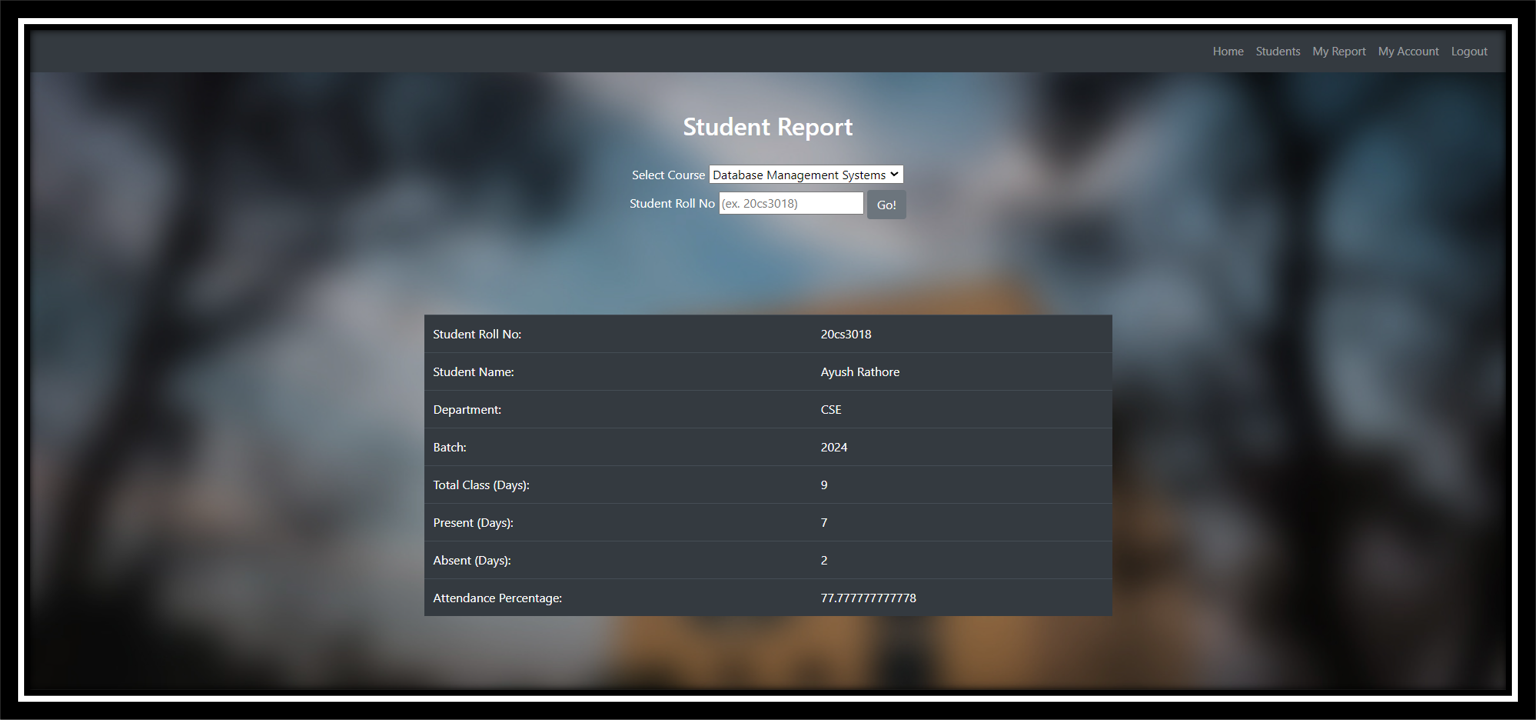 Home Students My Report My Account Logout
Student Report
Select Course Database Management Systems
Student Roll No (ex. 20cs3018) Go!
Student Roll No: 20cs3018
Student Name: Ayush Rathore
Department: CSE
Batch: 2024
Total Class (Days): 9
Present (Days): 7
Absent (Days): 2
Attendance Percentage: 77.777777777778